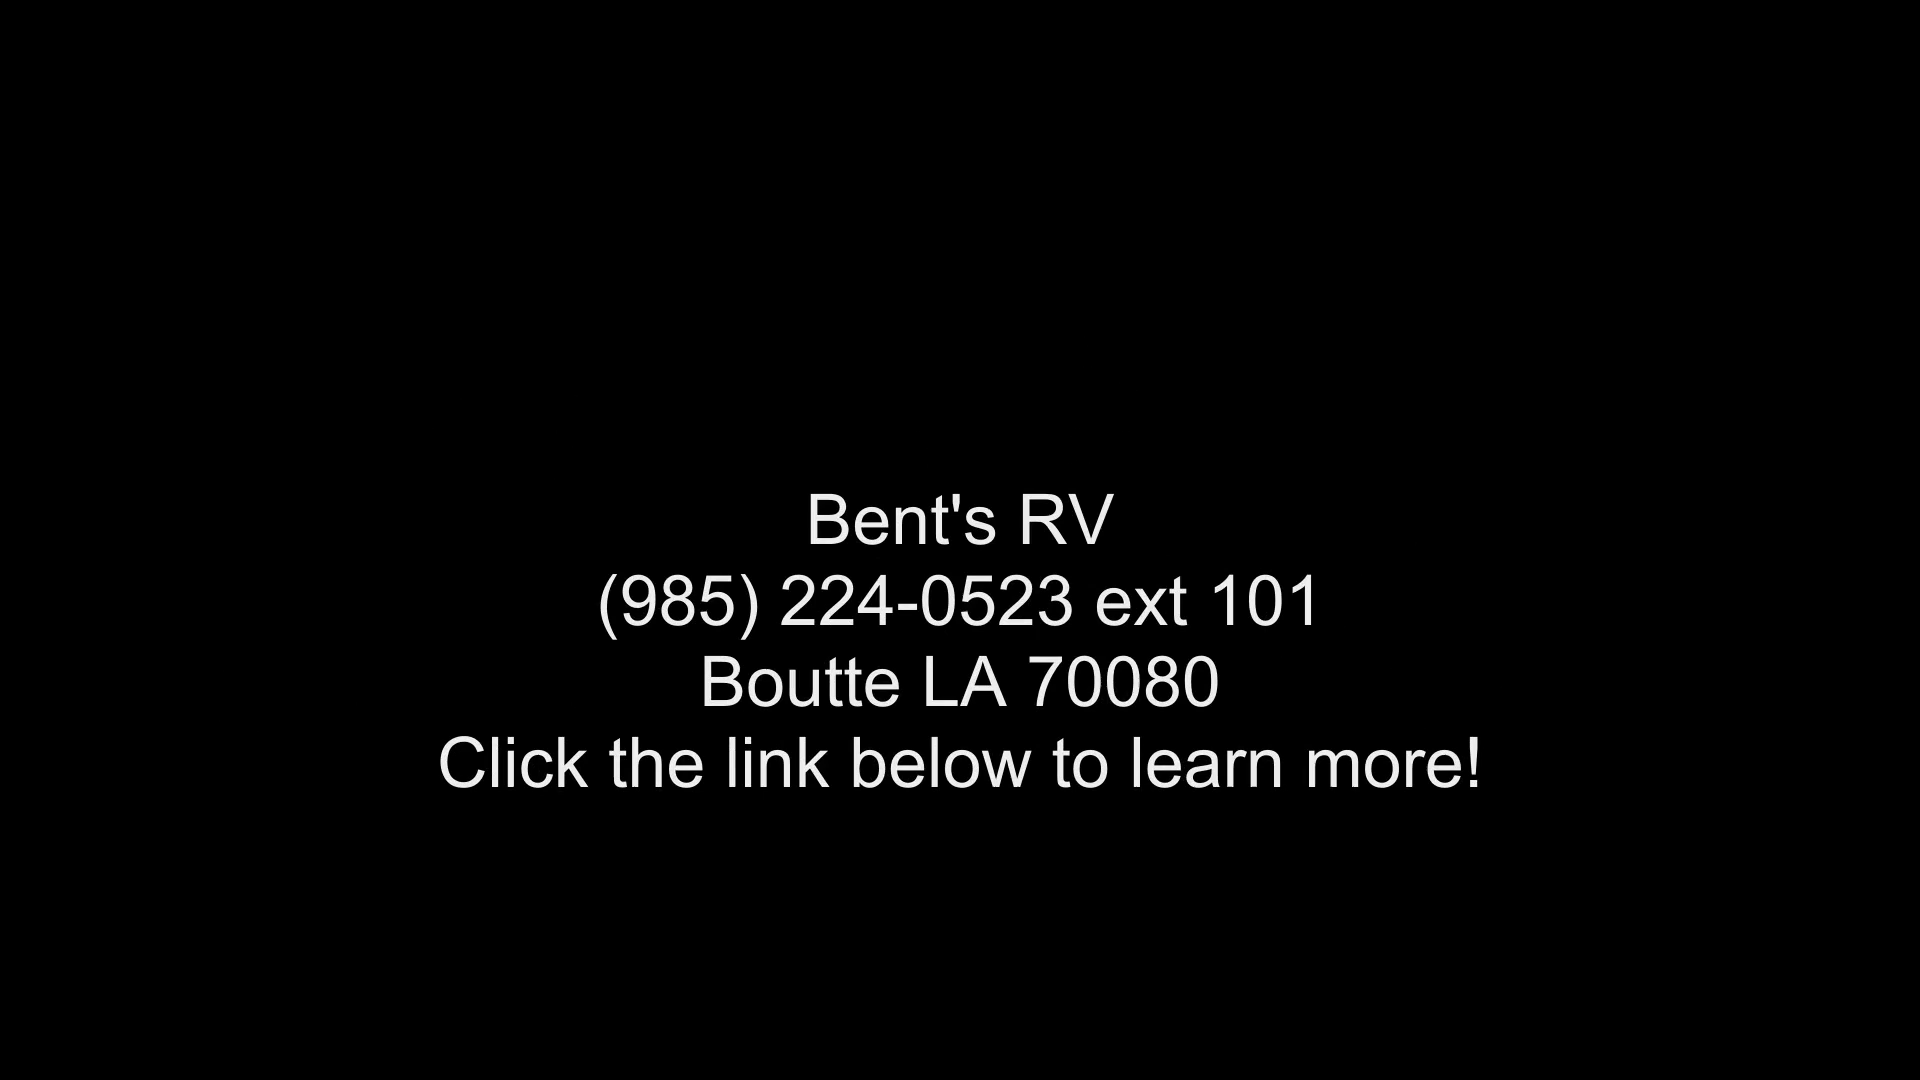 Bent's RV
(985) 224-0523 ext 101
Boutte LA 70080
Click the link below to learn more!